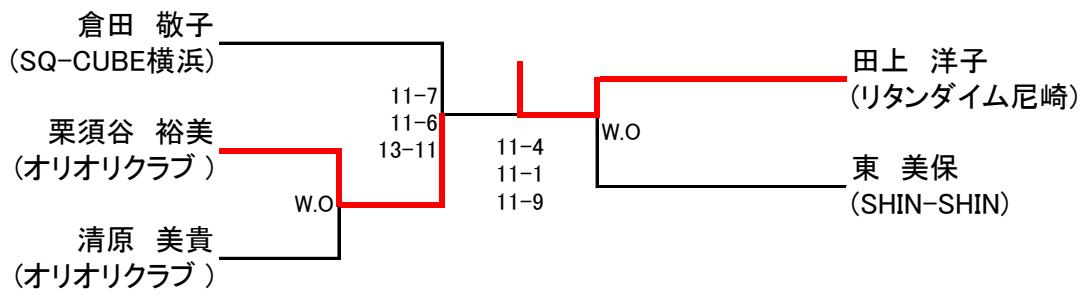 倉田　敬子
(SQ-CUBE横浜)
栗須谷　裕美
(オリオリクラブ)
清原　美貴
(オリオリクラブ )
W.O
11-7
11-6
13-11
11-4
11-1
11-9
W.O
田上　洋子
(リタンダイム尼崎)
東　美保
(SHIN-SHIN)